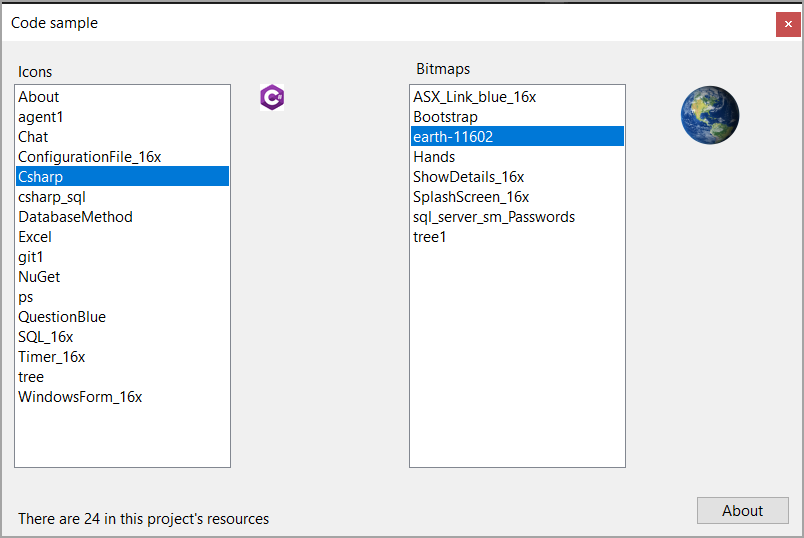 Code sample
Icons
About
agent1
Chat
ConfigurationFile_16x
Csharp
csharp_sql
DatabaseMethod
Excel
git1
NuGet
ps
QuestionBlue
SQL_16x
Timer_16x
tree
WindowsForm_16x
Bitmaps
ASX_Link_blue_16x
Bootstrap
earth-11602
Hands
ShowDetails_16x
SplashScreen_16x
sql_server_sm_Passwords
tree1
There are 24 in this project's resources
About